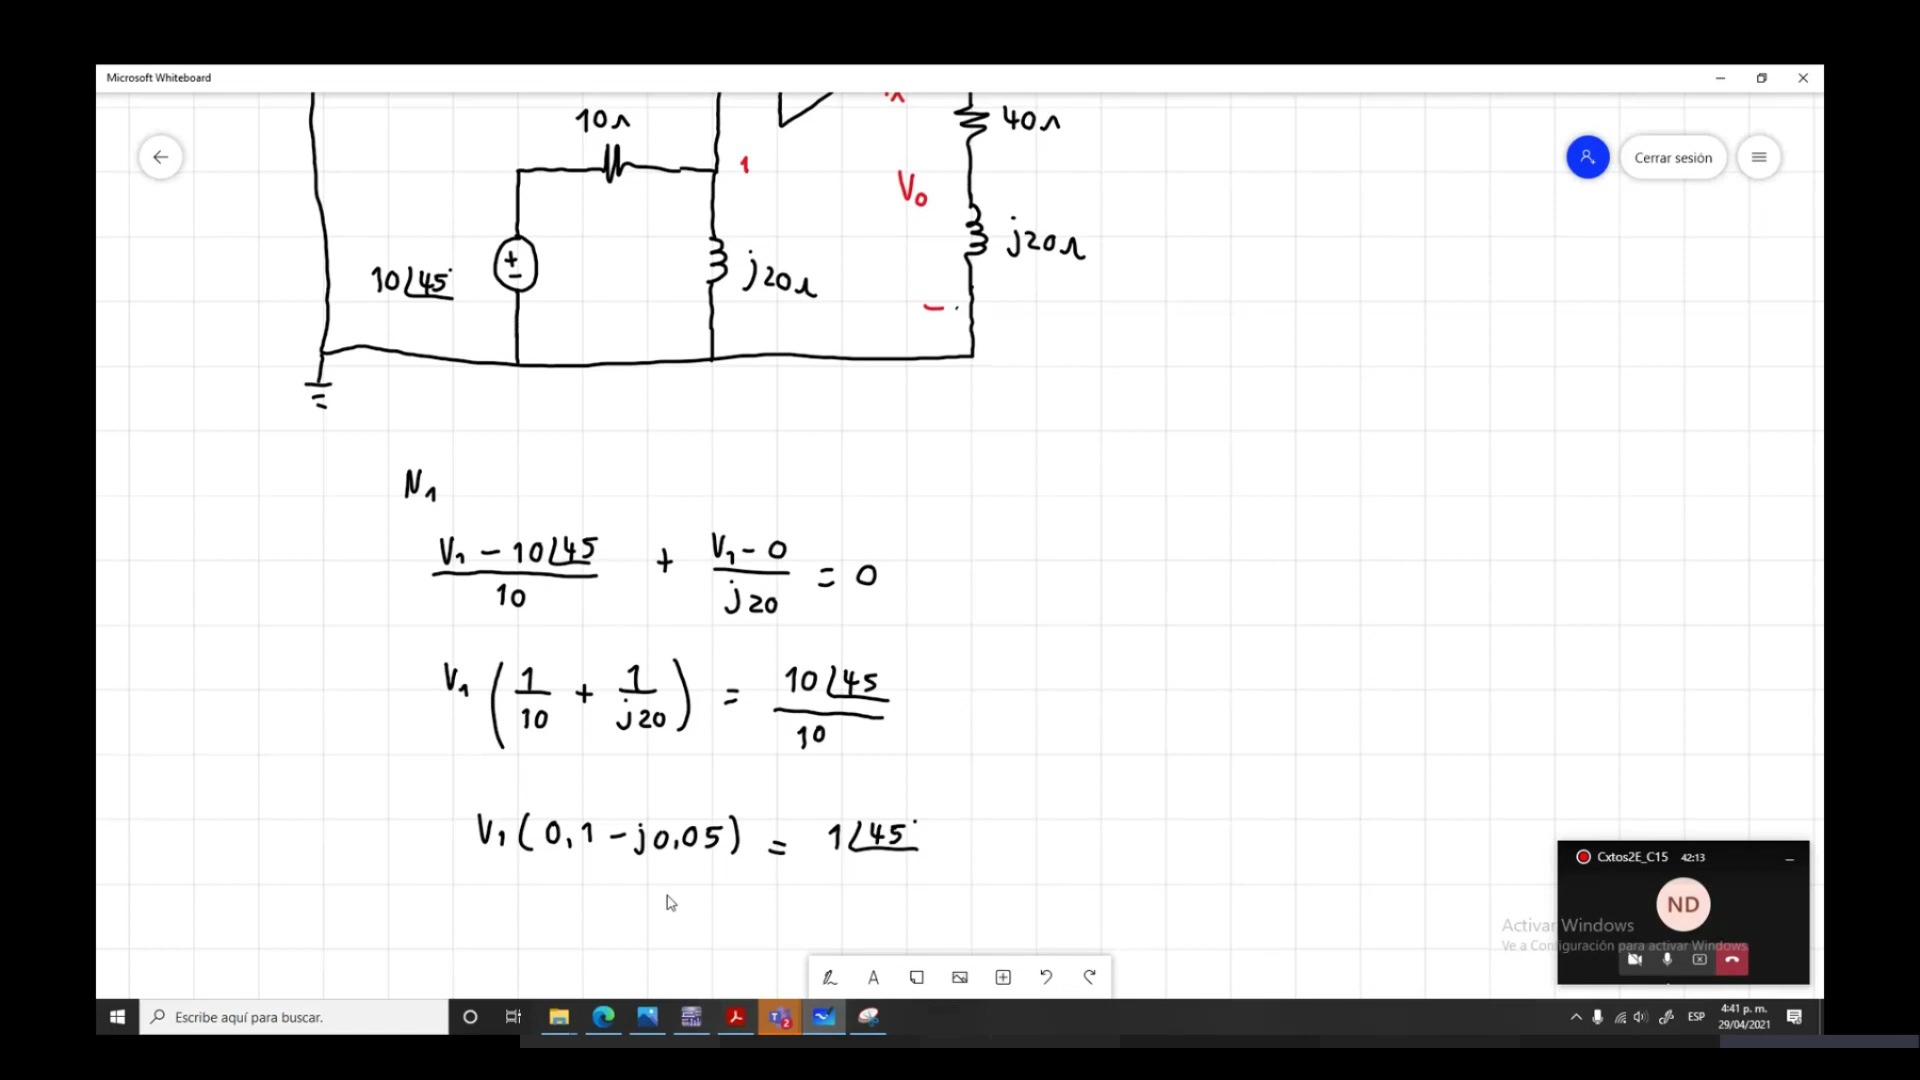 Microsoft Whiteboard
10Ω
40Ω
1
Vo
Cerrar sesión
j20Ω
10∠45°
+
-
j20Ω
-
N₁
V₁ - 10∠45 / 10 + V₁ - 0 / j20 = 0
V₁ ( 1/10 + 1/j20 ) = 10∠45 / 10
V₁ ( 0,1 - j0,05 ) = 1∠45°
Cxtos2E_C15 42:13
ND
Activar Windows
Ve a Configuración para activar Windows.
A
Escribe aquí para buscar.
2
ESP
4:41 p. m.
29/04/2021